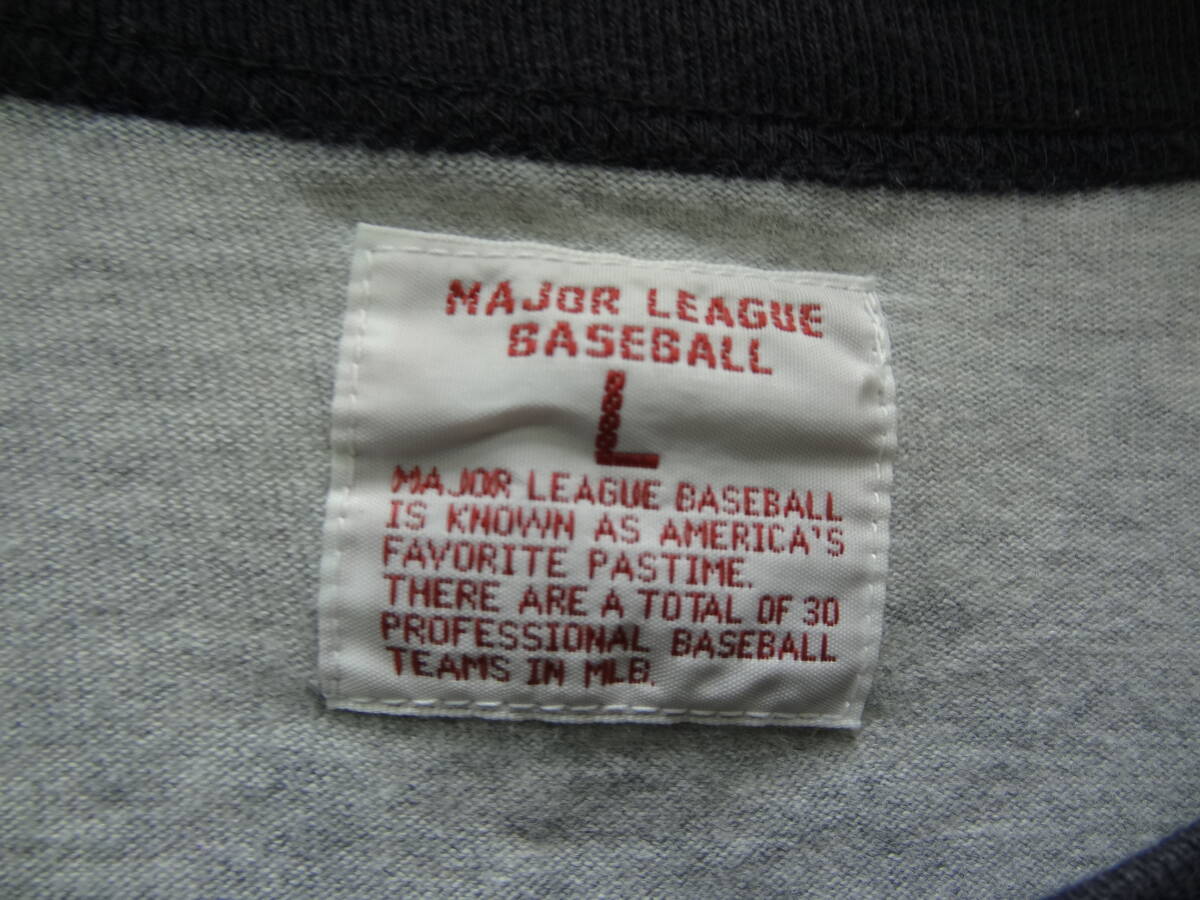 MAJOR LEAGUE
BASEBALL
L
MAJOR LEAGUE BASEBALL
IS KNOWN AS AMERICA'S
FAVORITE PASTIME.
THERE ARE A TOTAL OF 30
PROFESSIONAL BASEBALL
TEAMS IN MLB.